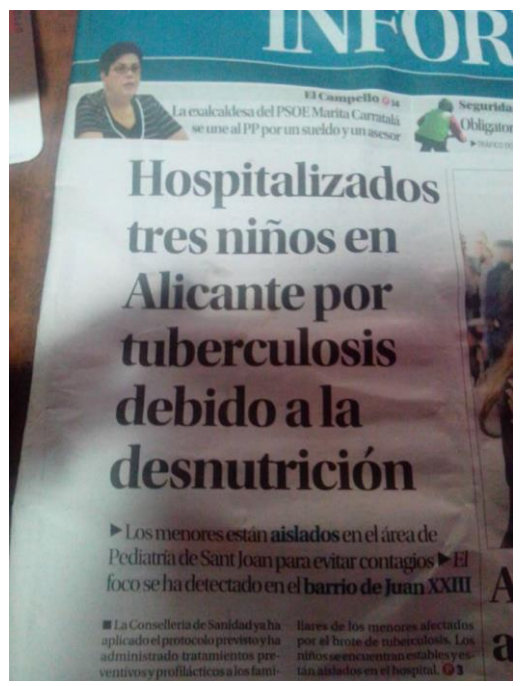 INFOR
El Campello P 14
La exalcaldesa del PSOE Marita Carratalá
se une al PP por un sueldo y un asesor
Segurida
Obligator
Hospitalizados
tres niños en
Alicante por
tuberculosis
debido a la
desnutrición
▶ Los menores están aislados en el área de
Pediatría de Sant Joan para evitar contagios ▶ El
foco se ha detectado en el barrio de Juan XXIII
■ La Conselleria de Sanidad ya ha
aplicado el protocolo previsto y ha
administrado tratamientos pre-
ventivos y profilácticos a los fami-
liares de los menores afectados
por el brote de tuberculosis. Los
niños se encuentran estables y es-
tán aislados en el hospital. P 3
A
a